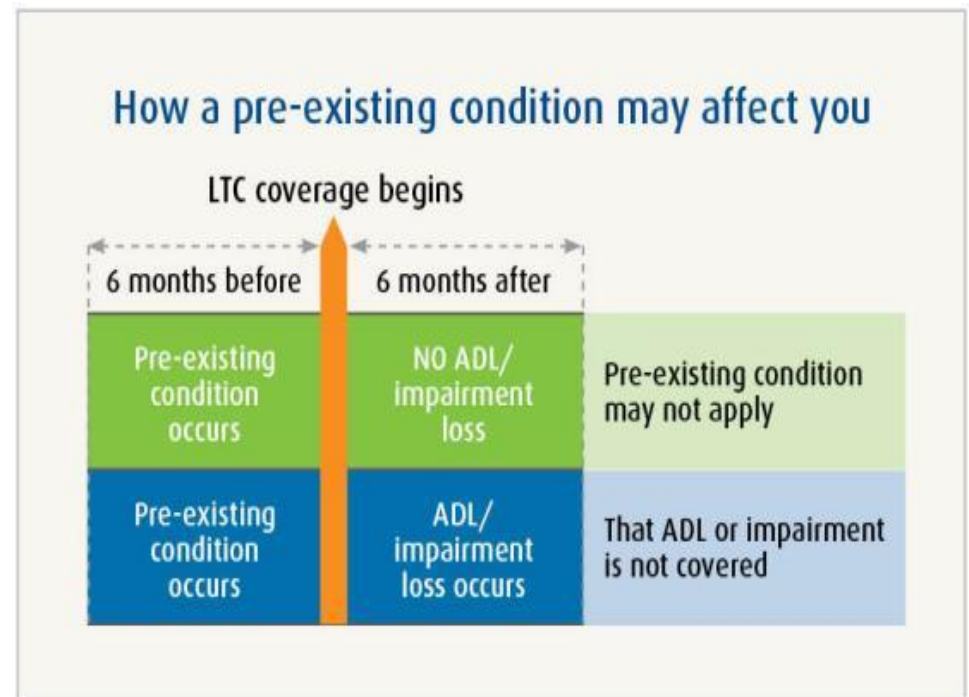 How a pre-existing condition may affect you
LTC coverage begins
6 months before
6 months after
Pre-existing
condition
occurs
NO ADL/
impairment
loss
Pre-existing condition
may not apply
Pre-existing
condition
occurs
ADL/
impairment
loss occurs
That ADL or impairment
is not covered